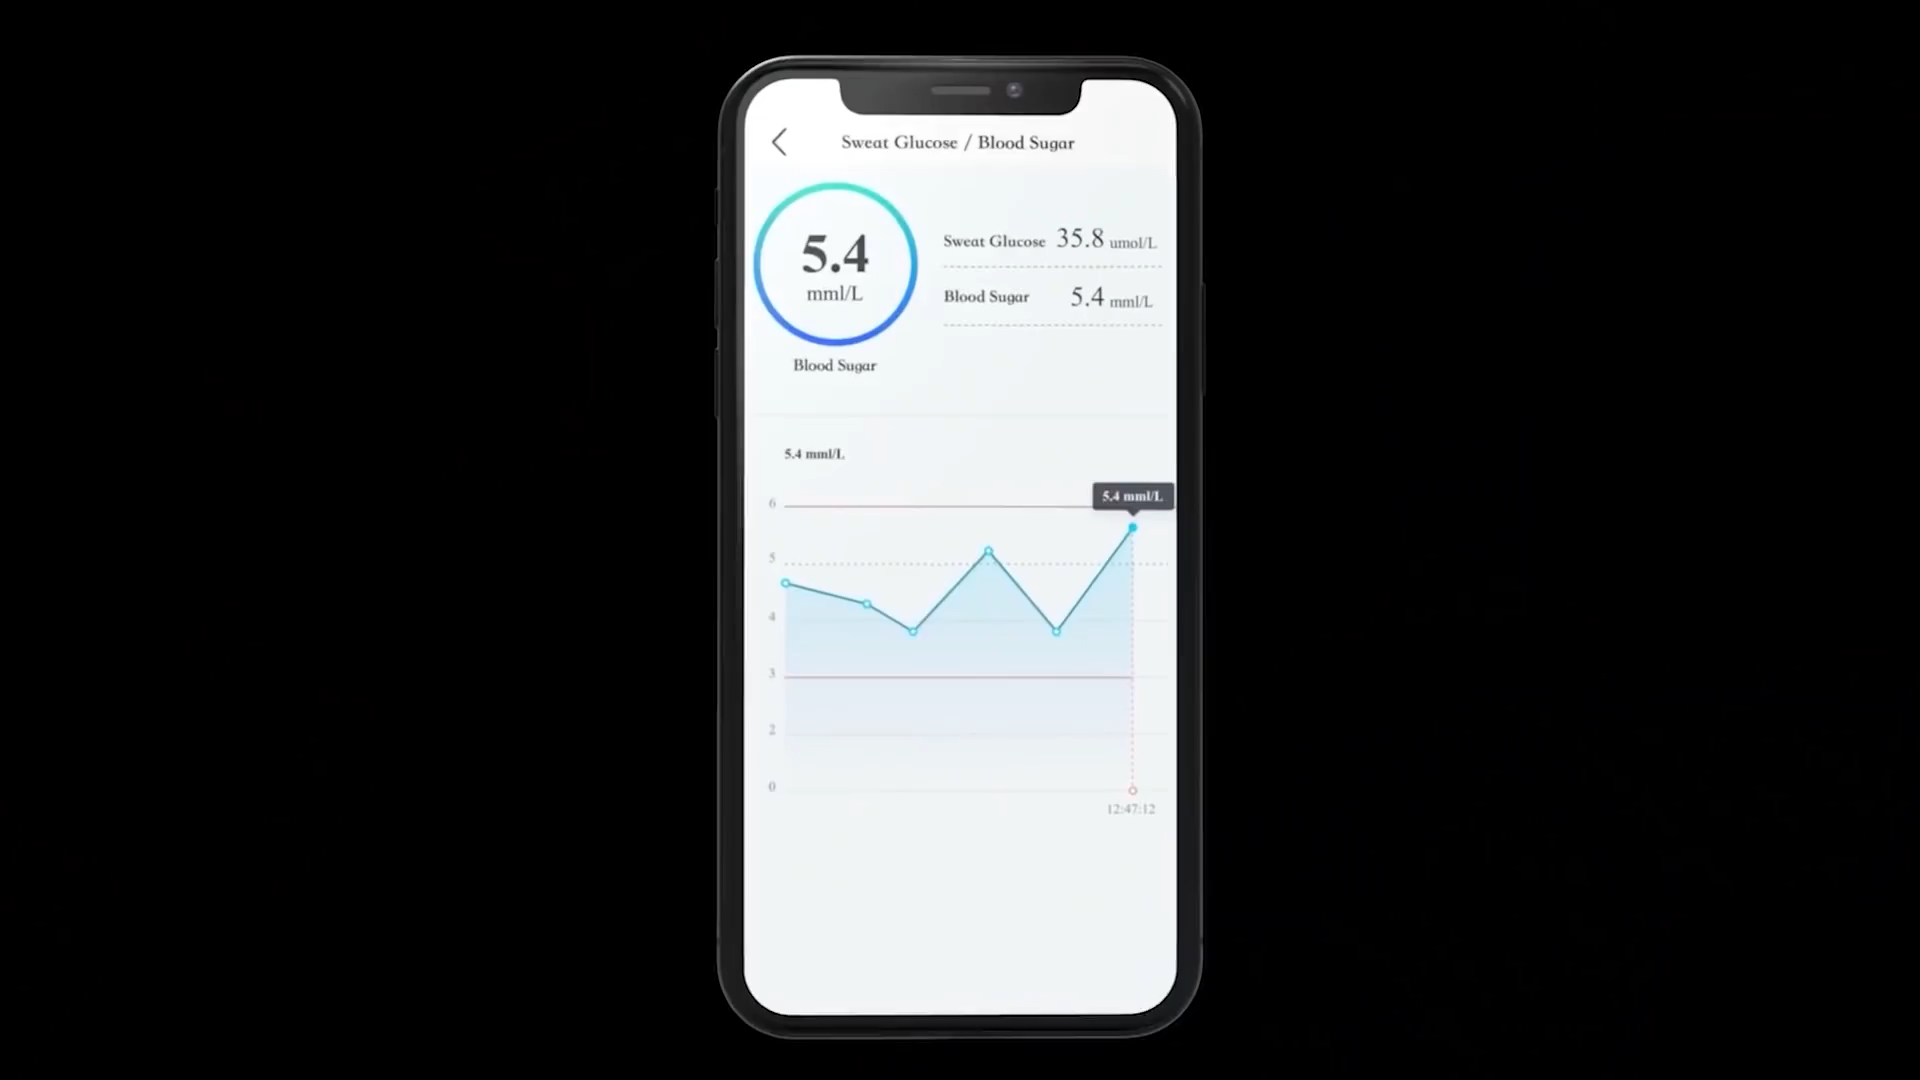 Sweat Glucose / Blood Sugar
5.4
mml/L
Blood Sugar
Sweat Glucose 35.8 umol/L
Blood Sugar 5.4 mml/L
5.4 mml/L
5.4 mml/L
6
5
4
3
2
0
12:47:12